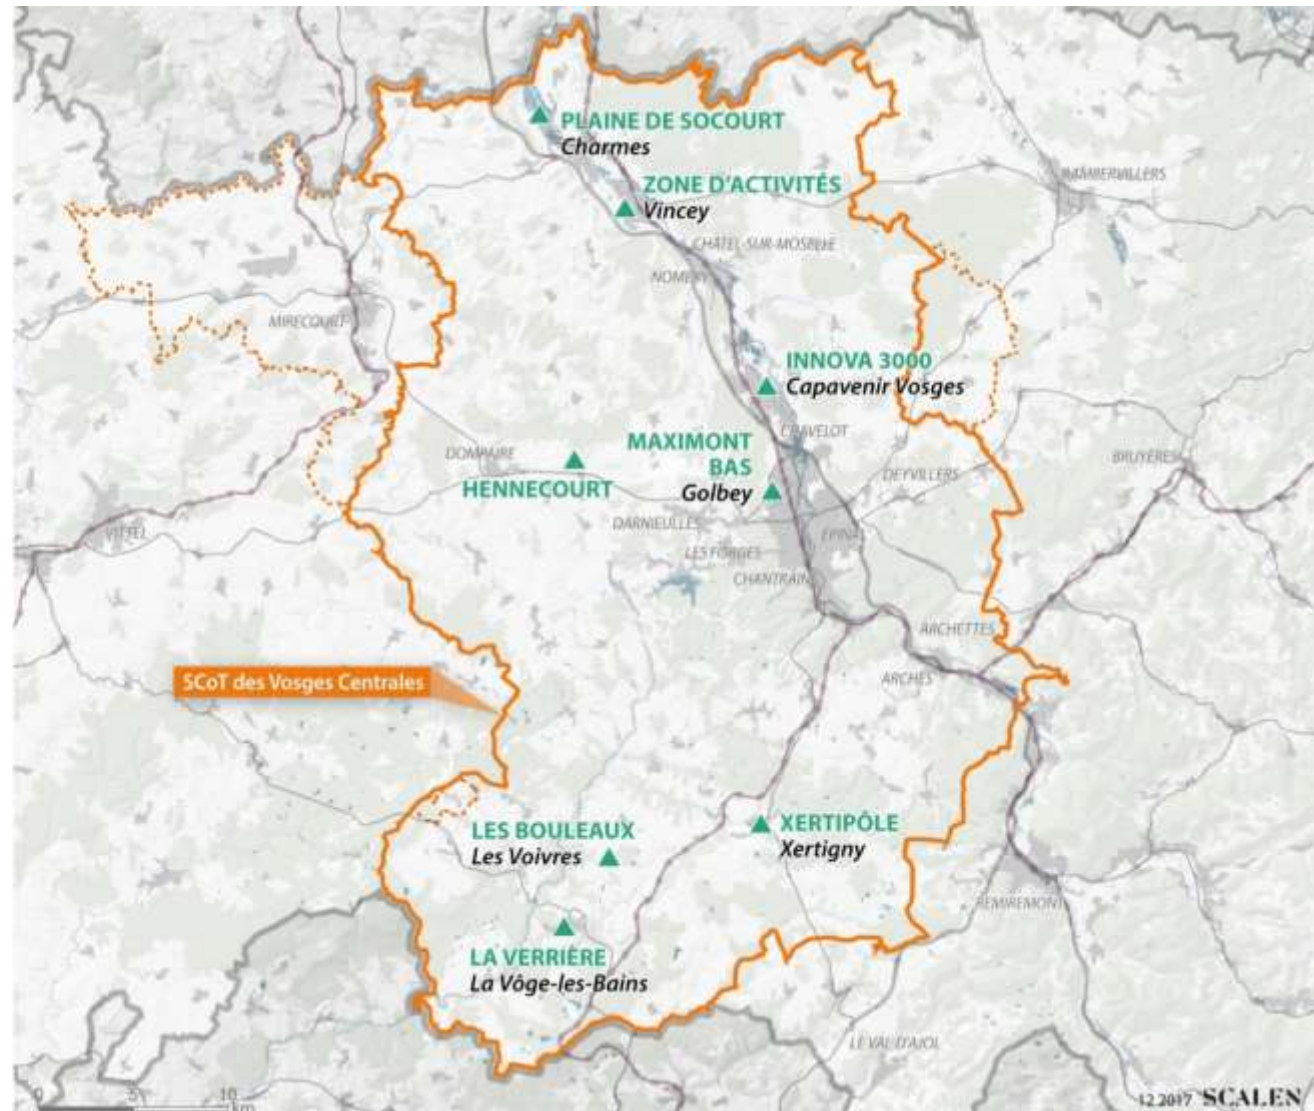 PLAINE DE SOCOURT
Charmes
ZONE D'ACTIVITÉS
Vincey
RAMBERVILLERS
CHÂTEL-SUR-MOSELLE
NOMEXY
MIRECOURT
INNOVA 3000
Capavenir Vosges
CHAVELOT
MAXIMONT
BAS
Golbey
DOMPAIRE
HENNECOURT
DEYVILLERS
BRUYÈRES
DARNIEULLES
VITTEL
ÉPINAL
LES FORGES
CHANTRAINE
ARCHETTES
ARCHES
SCoT des Vosges Centrales
LES BOULEAUX
Les Voivres
XERTIPÔLE
Xertigny
REMIREMONT
LA VERRIÈRE
La Vôge-les-Bains
LE VAL D'AJOL
0 5 10
km
12.2017 SCALEN